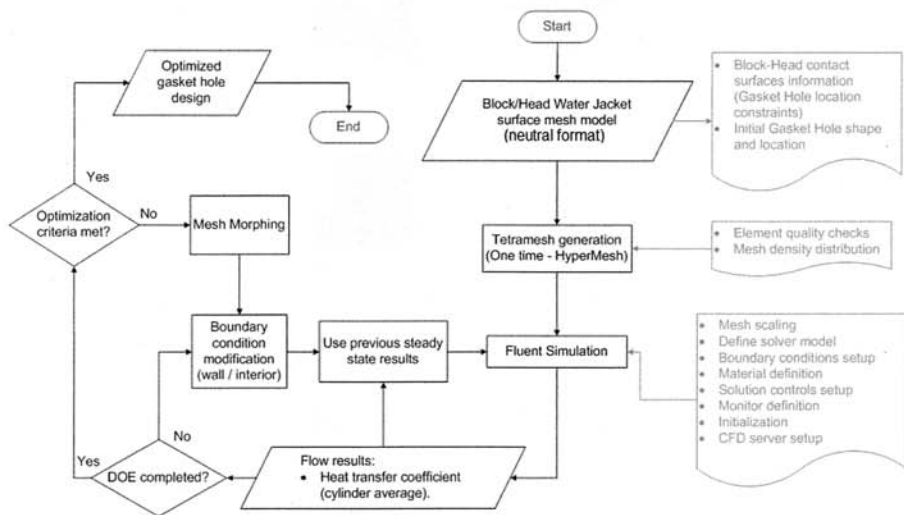 Start
Optimized
gasket hole
design
End
Block/Head Water Jacket
surface mesh model
(neutral format)
• Block-Head contact
surfaces information
(Gasket Hole location
constraints)
• Initial Gasket Hole shape
and location
Yes
Optimization
criteria met?
No
Mesh Morphing
Tetramesh generation
(One time - HyperMesh)
• Element quality checks
• Mesh density distribution
Boundary
condition
modification
(wall / interior)
Use previous steady
state results
Fluent Simulation
• Mesh scaling
• Define solver model
• Boundary conditions setup
• Material definition
• Solution controls setup
• Monitor definition
• Initialization
• CFD server setup
No
Yes
DOE completed?
Flow results:
• Heat transfer coefficient
(cylinder average).